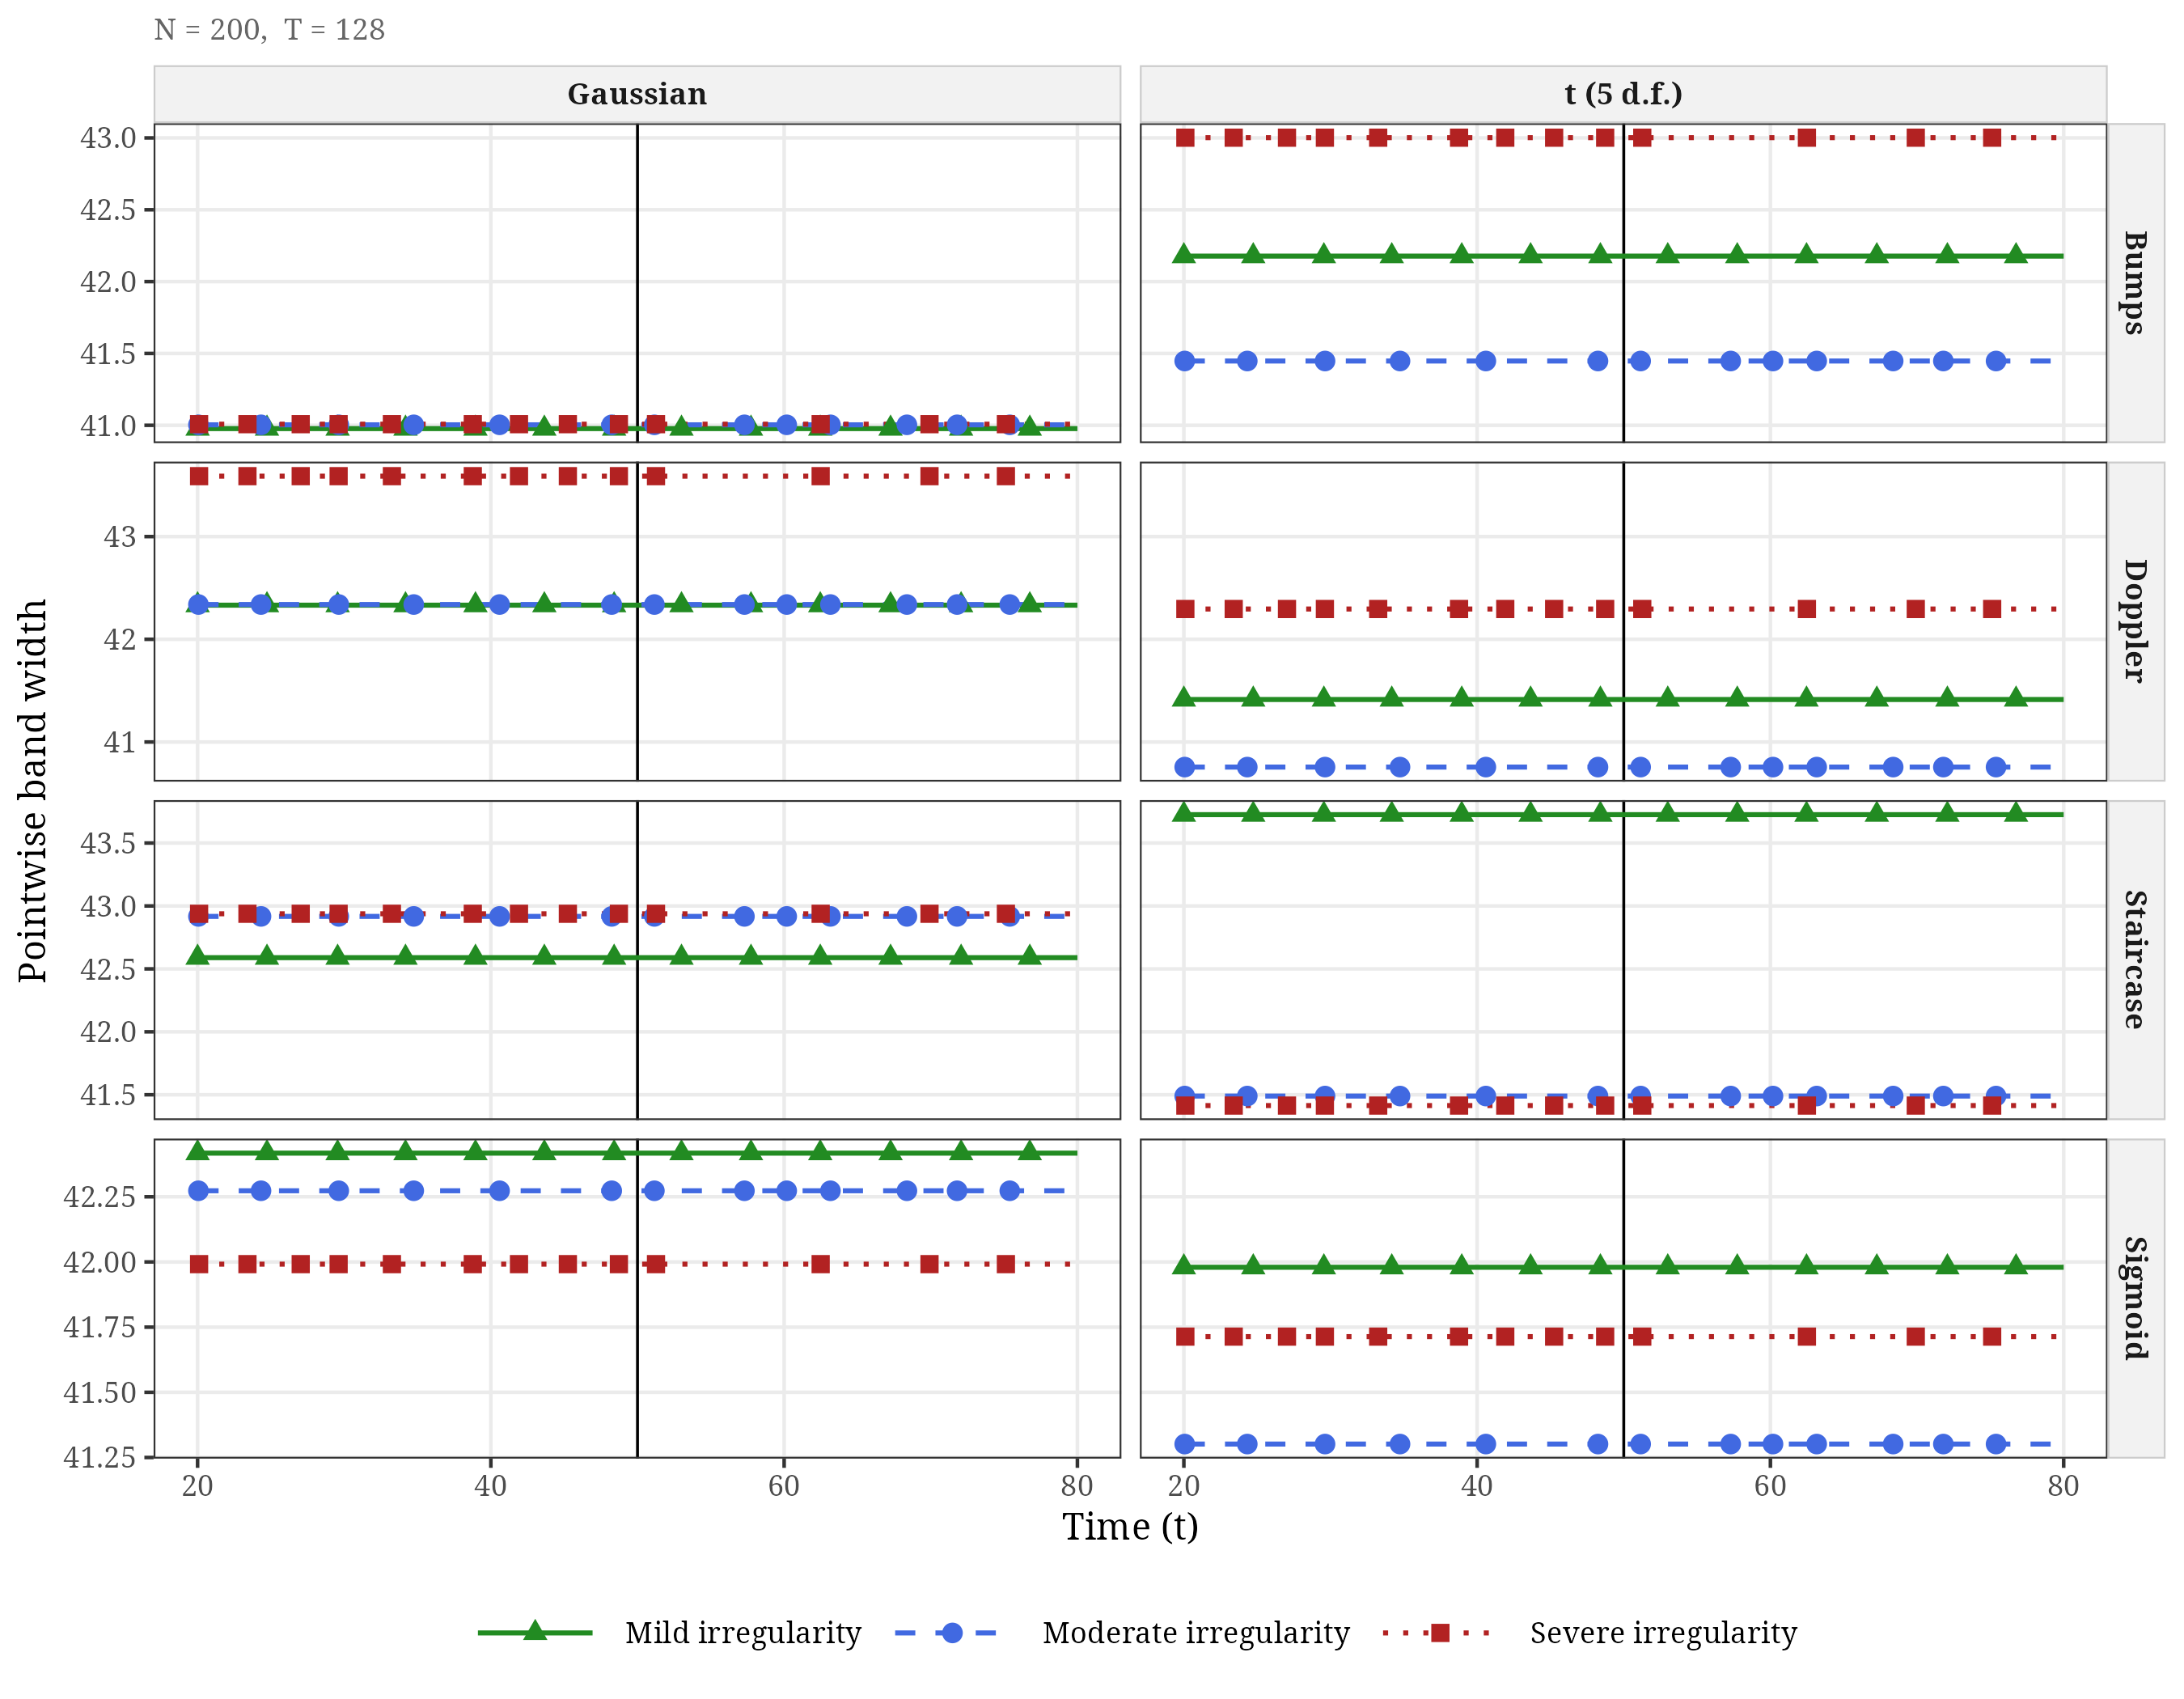 N = 200,  T = 128
Gaussian
t (5 d.f.)
43.0
42.5
42.0
41.5
41.0
Bumps
43
42
41
Doppler
Pointwise band width
43.5
43.0
42.5
42.0
41.5
Staircase
42.25
42.00
41.75
41.50
41.25
Sigmoid
20 40 60 80
20 40 60 80
Time (t)
Mild irregularity
Moderate irregularity
Severe irregularity